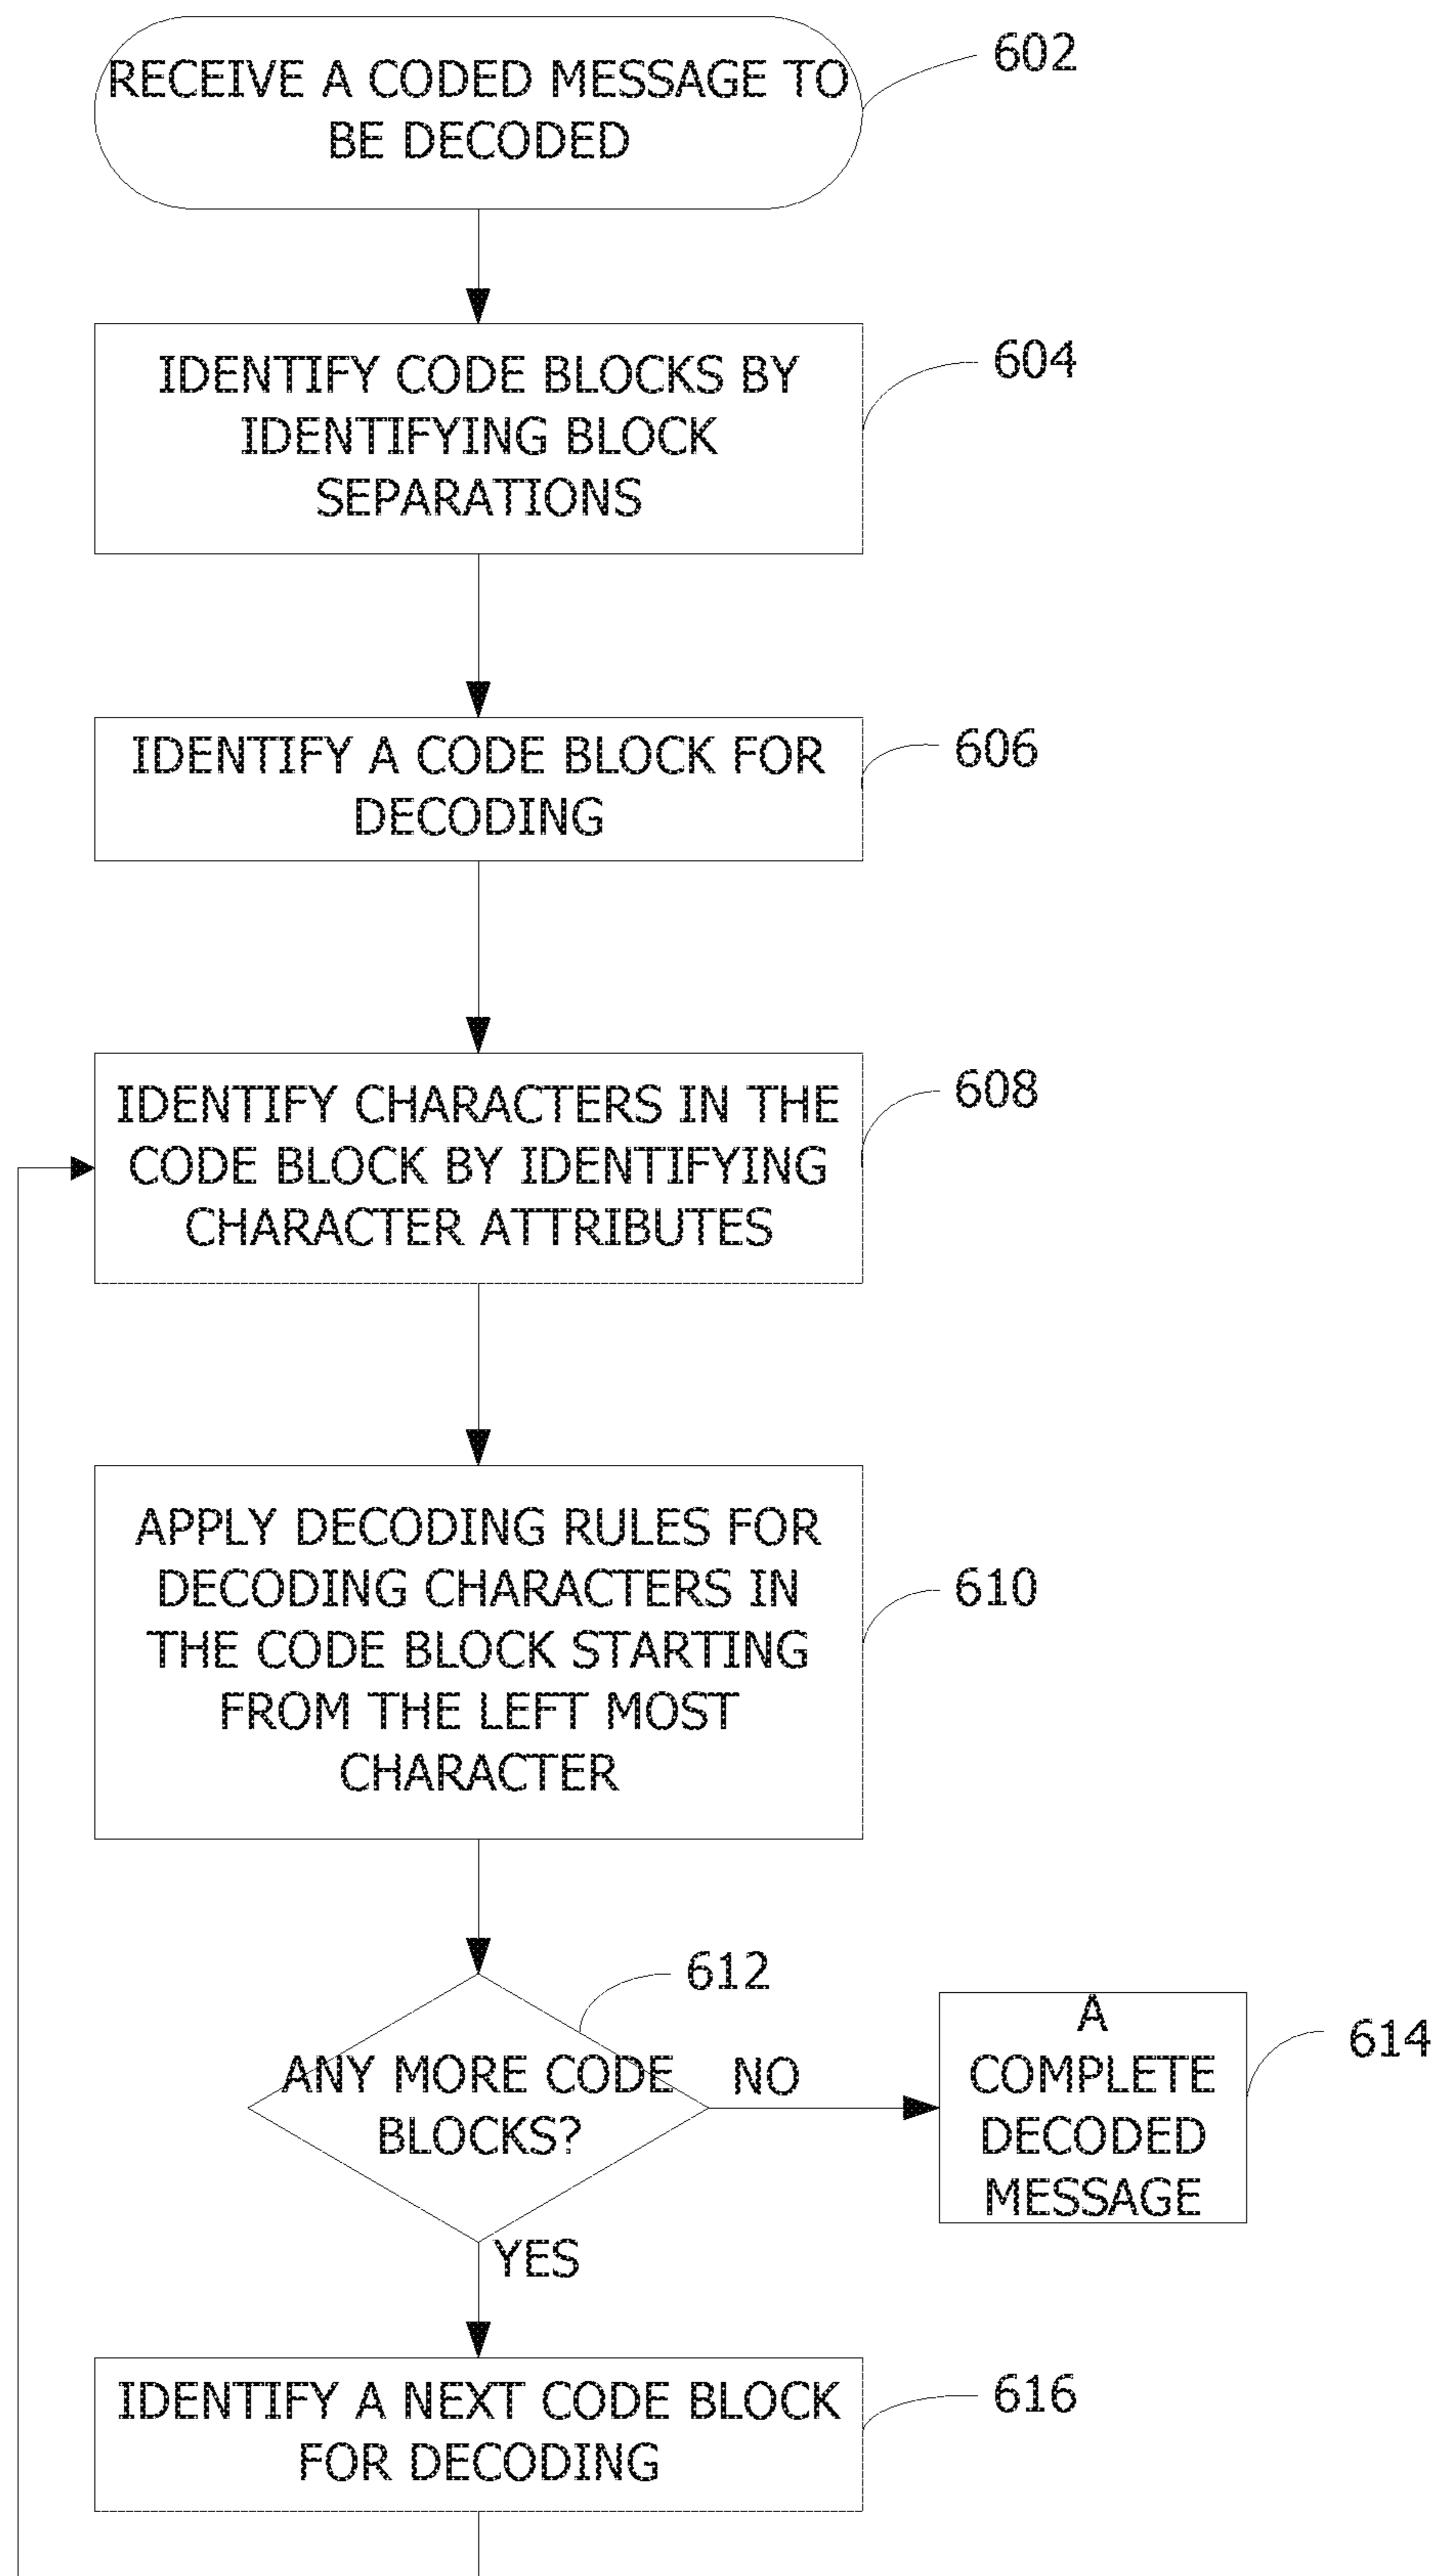 RECEIVE A CODED MESSAGE TO
BE DECODED
602
IDENTIFY CODE BLOCKS BY
IDENTIFYING BLOCK
SEPARATIONS
604
IDENTIFY A CODE BLOCK FOR
DECODING
606
IDENTIFY CHARACTERS IN THE
CODE BLOCK BY IDENTIFYING
CHARACTER ATTRIBUTES
608
APPLY DECODING RULES FOR
DECODING CHARACTERS IN
THE CODE BLOCK STARTING
FROM THE LEFT MOST
CHARACTER
610
612
ANY MORE CODE
BLOCKS?
NO
A
COMPLETE
DECODED
MESSAGE
614
YES
IDENTIFY A NEXT CODE BLOCK
FOR DECODING
616